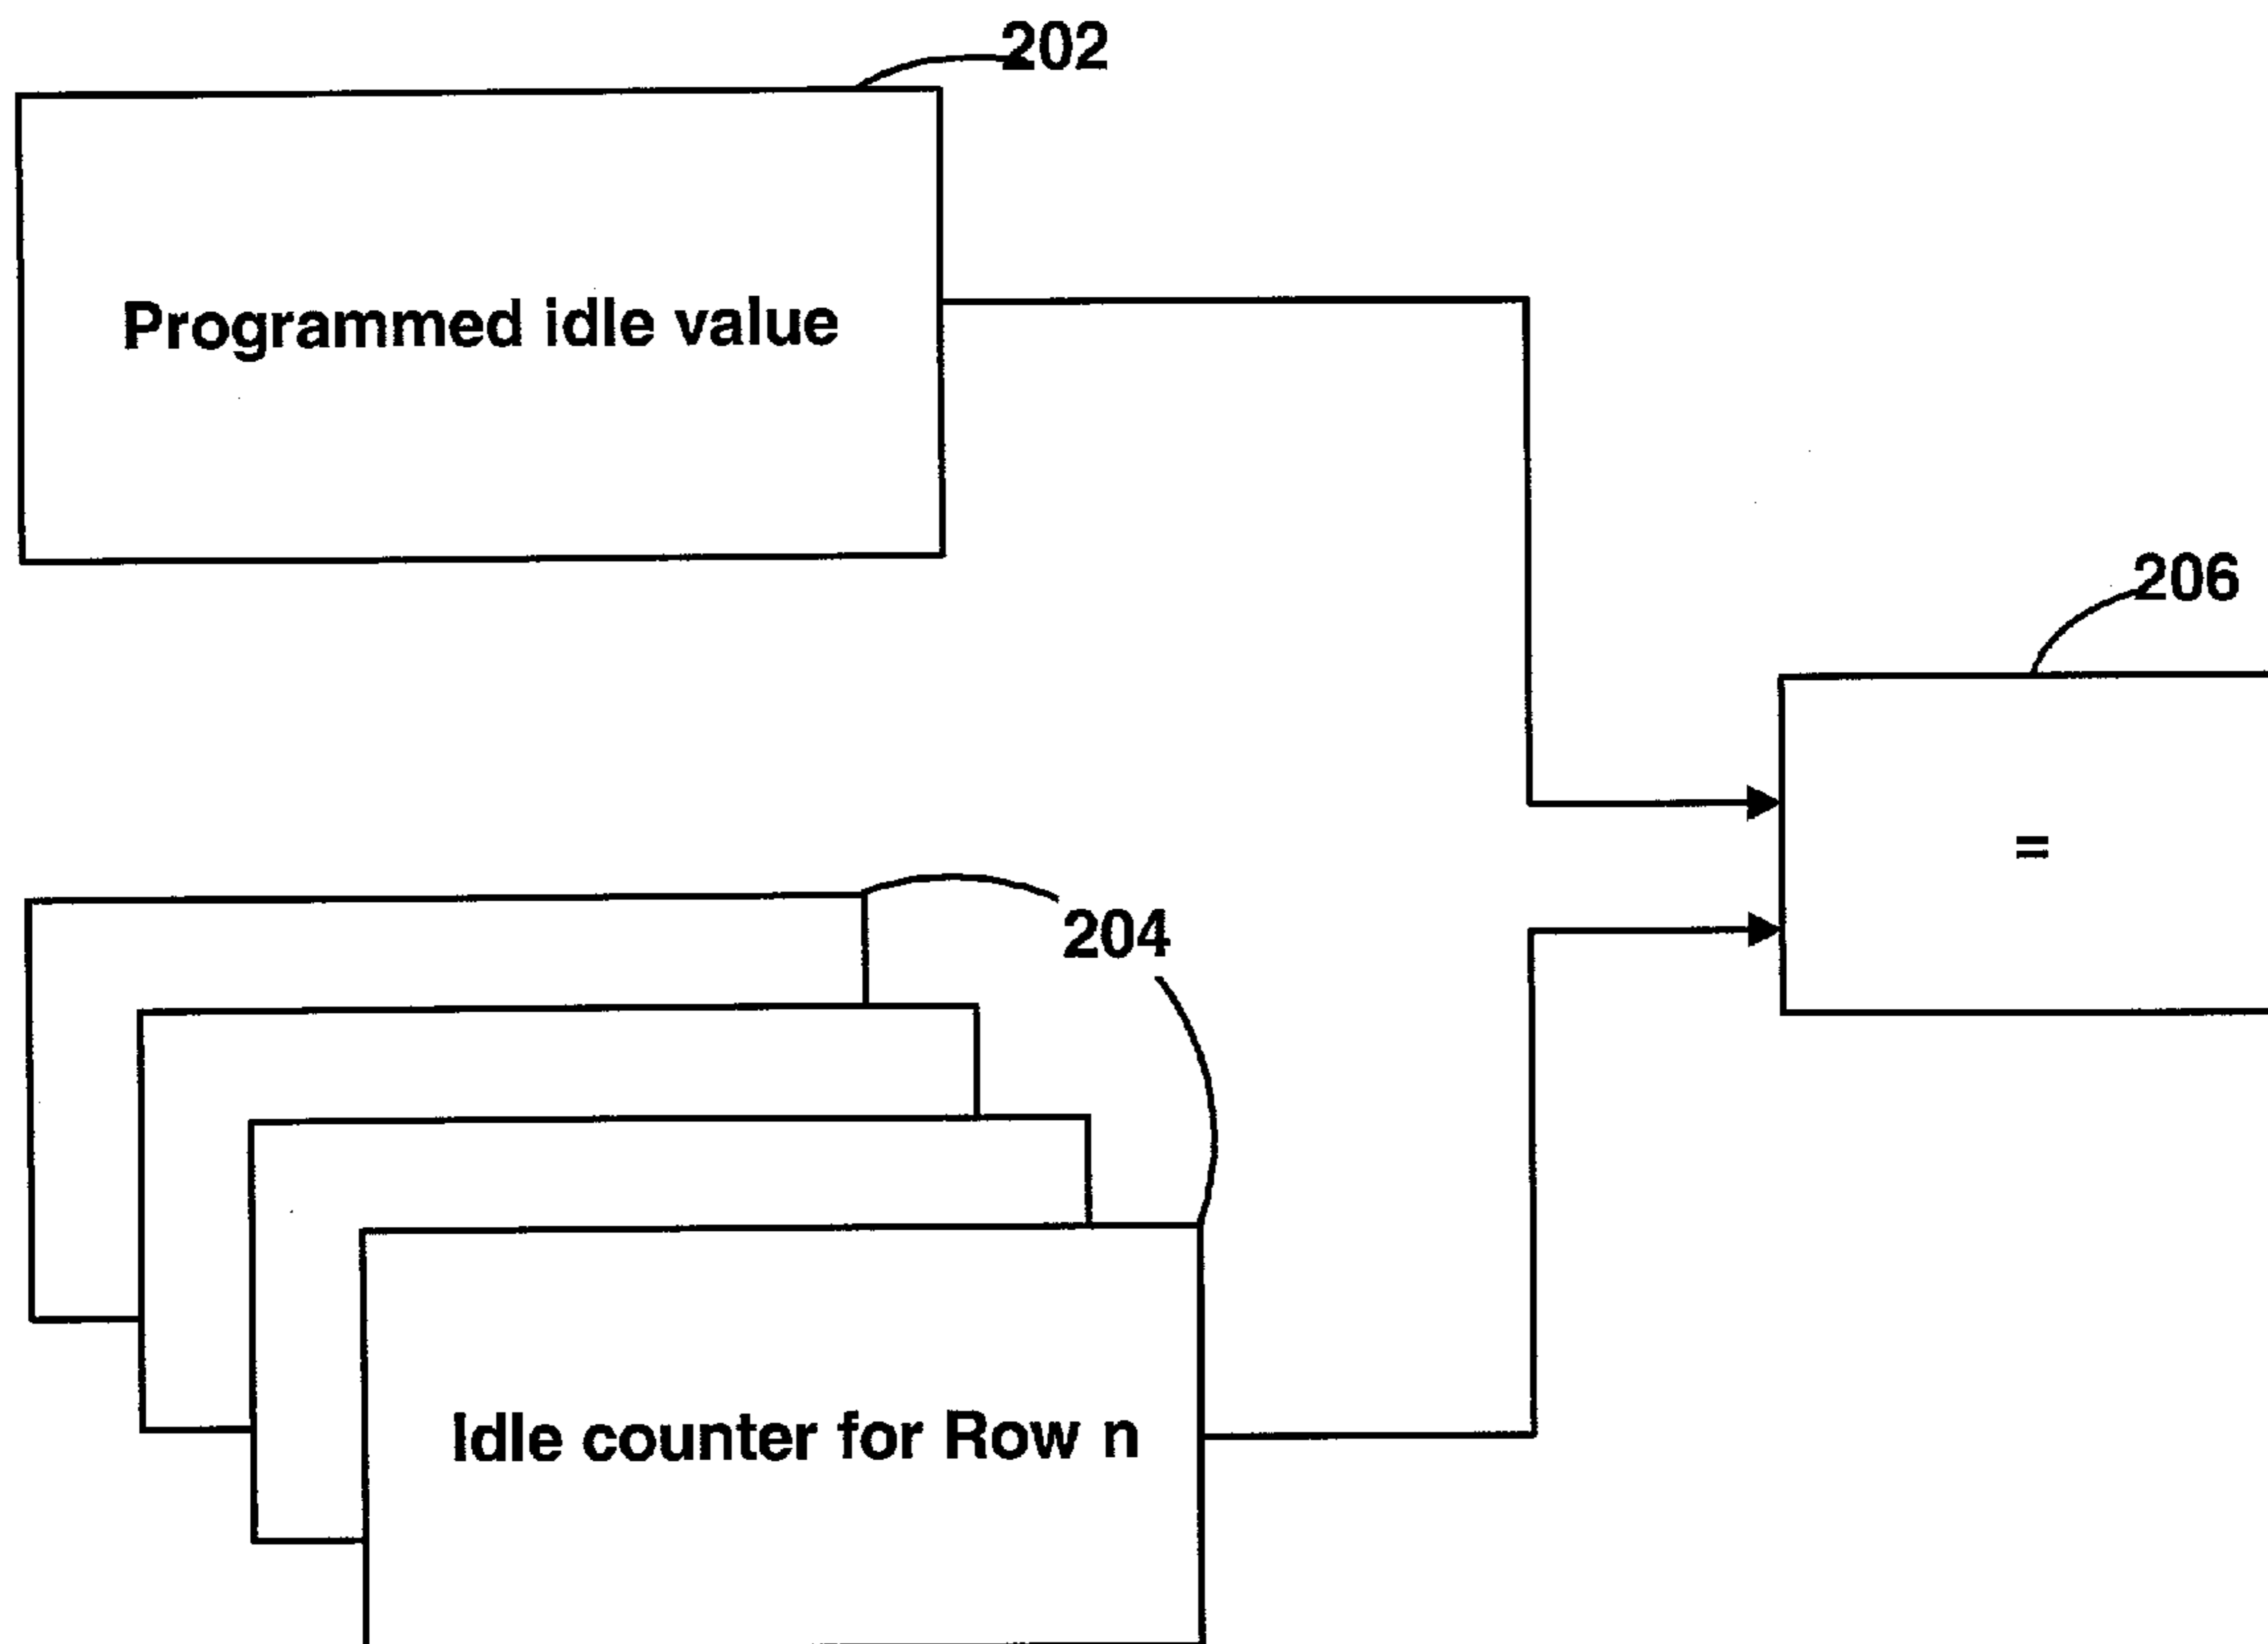 202
Programmed idle value
206
=
204
Idle counter for Row n